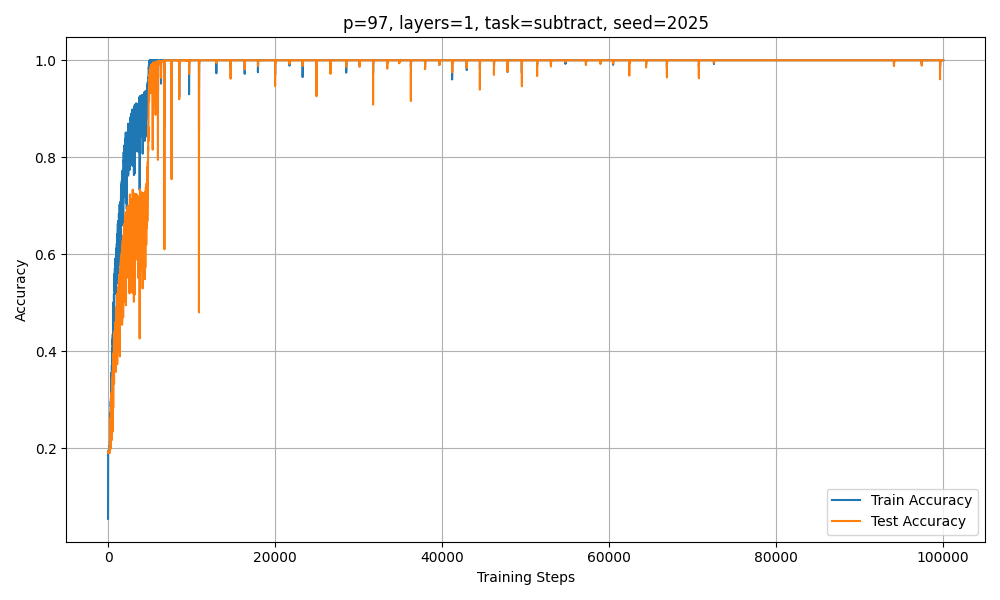 p=97, layers=1, task=subtract, seed=2025
1.0
0.8
0.6
0.4
0.2
Accuracy
0 20000 40000 60000 80000 100000
Training Steps
Train Accuracy
Test Accuracy